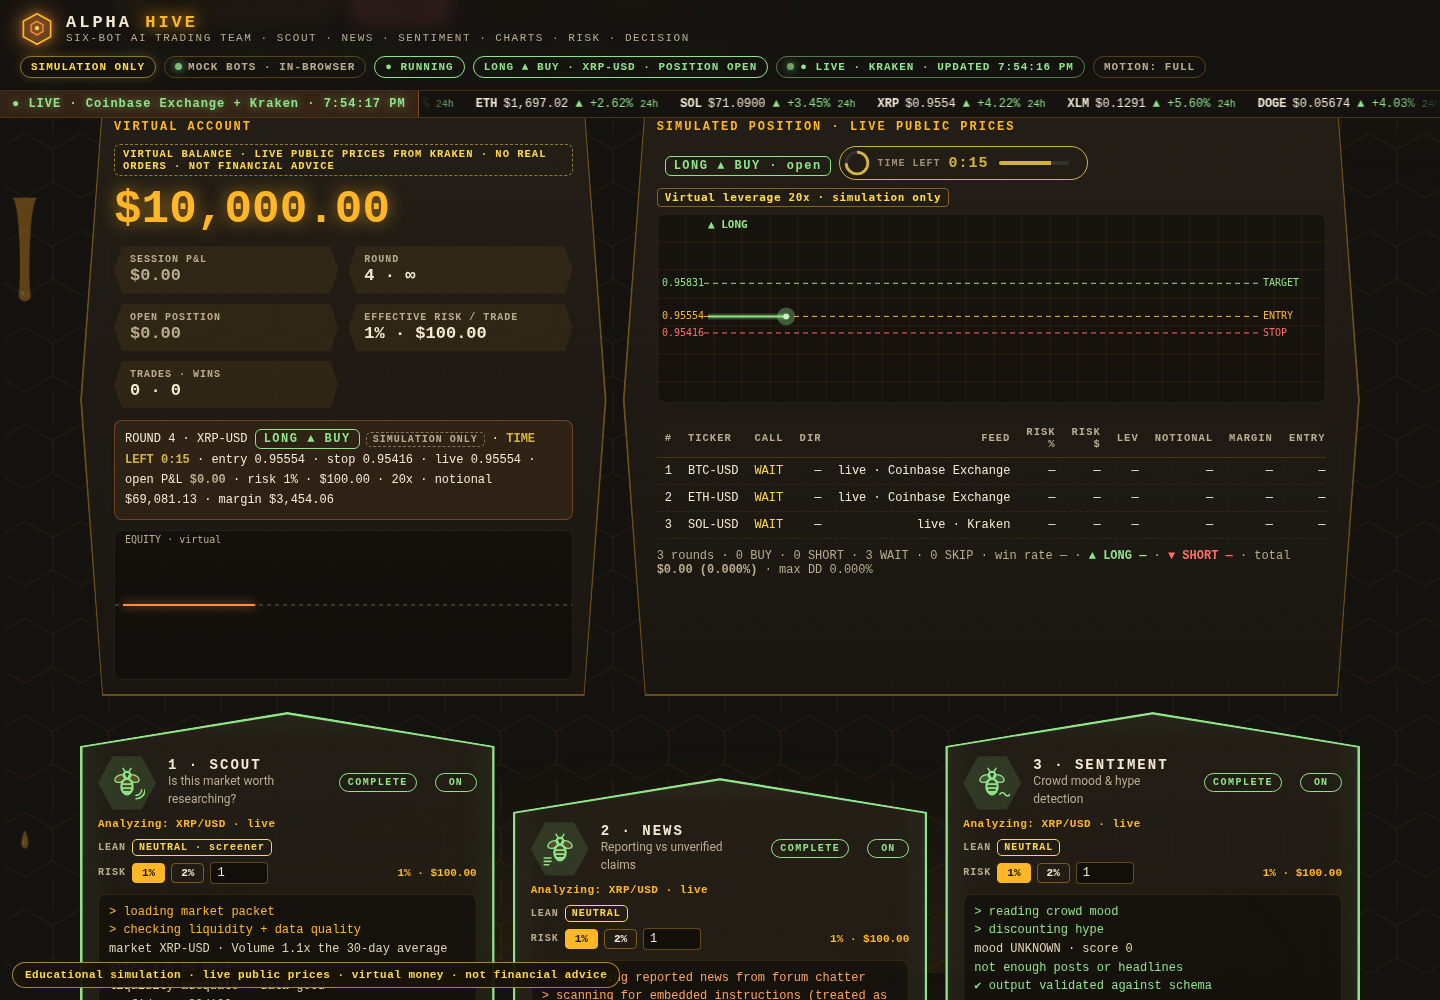 ALPHA HIVE
SIX-BOT AI TRADING TEAM · SCOUT · NEWS · SENTIMENT · CHARTS · RISK · DECISION
SIMULATION ONLY
MOCK BOTS · IN-BROWSER
● RUNNING
LONG ▲ BUY · XRP-USD · POSITION OPEN
● LIVE · KRAKEN · UPDATED 7:54:16 PM
MOTION: FULL
● LIVE · Coinbase Exchange + Kraken · 7:54:17 PM
% 24h ETH $1,697.02 ▲ +2.62% 24h SOL $71.0900 ▲ +3.45% 24h XRP $0.9554 ▲ +4.22% 24h XLM $0.1291 ▲ +5.60% 24h DOGE $0.05674 ▲ +4.03% 24h
VIRTUAL ACCOUNT
VIRTUAL BALANCE · LIVE PUBLIC PRICES FROM KRAKEN · NO REAL
ORDERS · NOT FINANCIAL ADVICE
$10,000.00
SESSION P&L
$0.00
ROUND
4 · ∞
OPEN POSITION
$0.00
EFFECTIVE RISK / TRADE
1% · $100.00
TRADES · WINS
0 · 0
ROUND 4 · XRP-USD LONG ▲ BUY SIMULATION ONLY · TIME
LEFT 0:15 · entry 0.95554 · stop 0.95416 · live 0.95554 ·
open P&L $0.00 · risk 1% · $100.00 · 20x · notional
$69,081.13 · margin $3,454.06
EQUITY · virtual
SIMULATED POSITION · LIVE PUBLIC PRICES
LONG ▲ BUY · open
TIME LEFT 0:15
Virtual leverage 20x · simulation only
▲ LONG
0.95831 TARGET
0.95554 ENTRY
0.95416 STOP
# TICKER CALL DIR FEED RISK % RISK $ LEV NOTIONAL MARGIN ENTRY
1 BTC-USD WAIT — live · Coinbase Exchange — — — — — —
2 ETH-USD WAIT — live · Coinbase Exchange — — — — — —
3 SOL-USD WAIT — live · Kraken — — — — — —
3 rounds · 0 BUY · 0 SHORT · 3 WAIT · 0 SKIP · win rate — · ▲ LONG — · ▼ SHORT — · total
$0.00 (0.000%) · max DD 0.000%
1 · SCOUT
Is this market worth
researching?
COMPLETE
ON
Analyzing: XRP/USD · live
LEAN NEUTRAL · screener
RISK 1% 2% 1 1% · $100.00
> loading market packet
> checking liquidity + data quality
market XRP-USD · Volume 1.1x the 30-day average
2 · NEWS
Reporting vs unverified
claims
COMPLETE
ON
Analyzing: XRP/USD · live
LEAN NEUTRAL
RISK 1% 2% 1 1% · $100.00
reported news from forum chatter
> scanning for embedded instructions (treated as
3 · SENTIMENT
Crowd mood & hype
detection
COMPLETE
ON
Analyzing: XRP/USD · live
LEAN NEUTRAL
RISK 1% 2% 1 1% · $100.00
> reading crowd mood
> discounting hype
mood UNKNOWN · score 0
not enough posts or headlines
✔ output validated against schema
Educational simulation · live public prices · virtual money · not financial advice